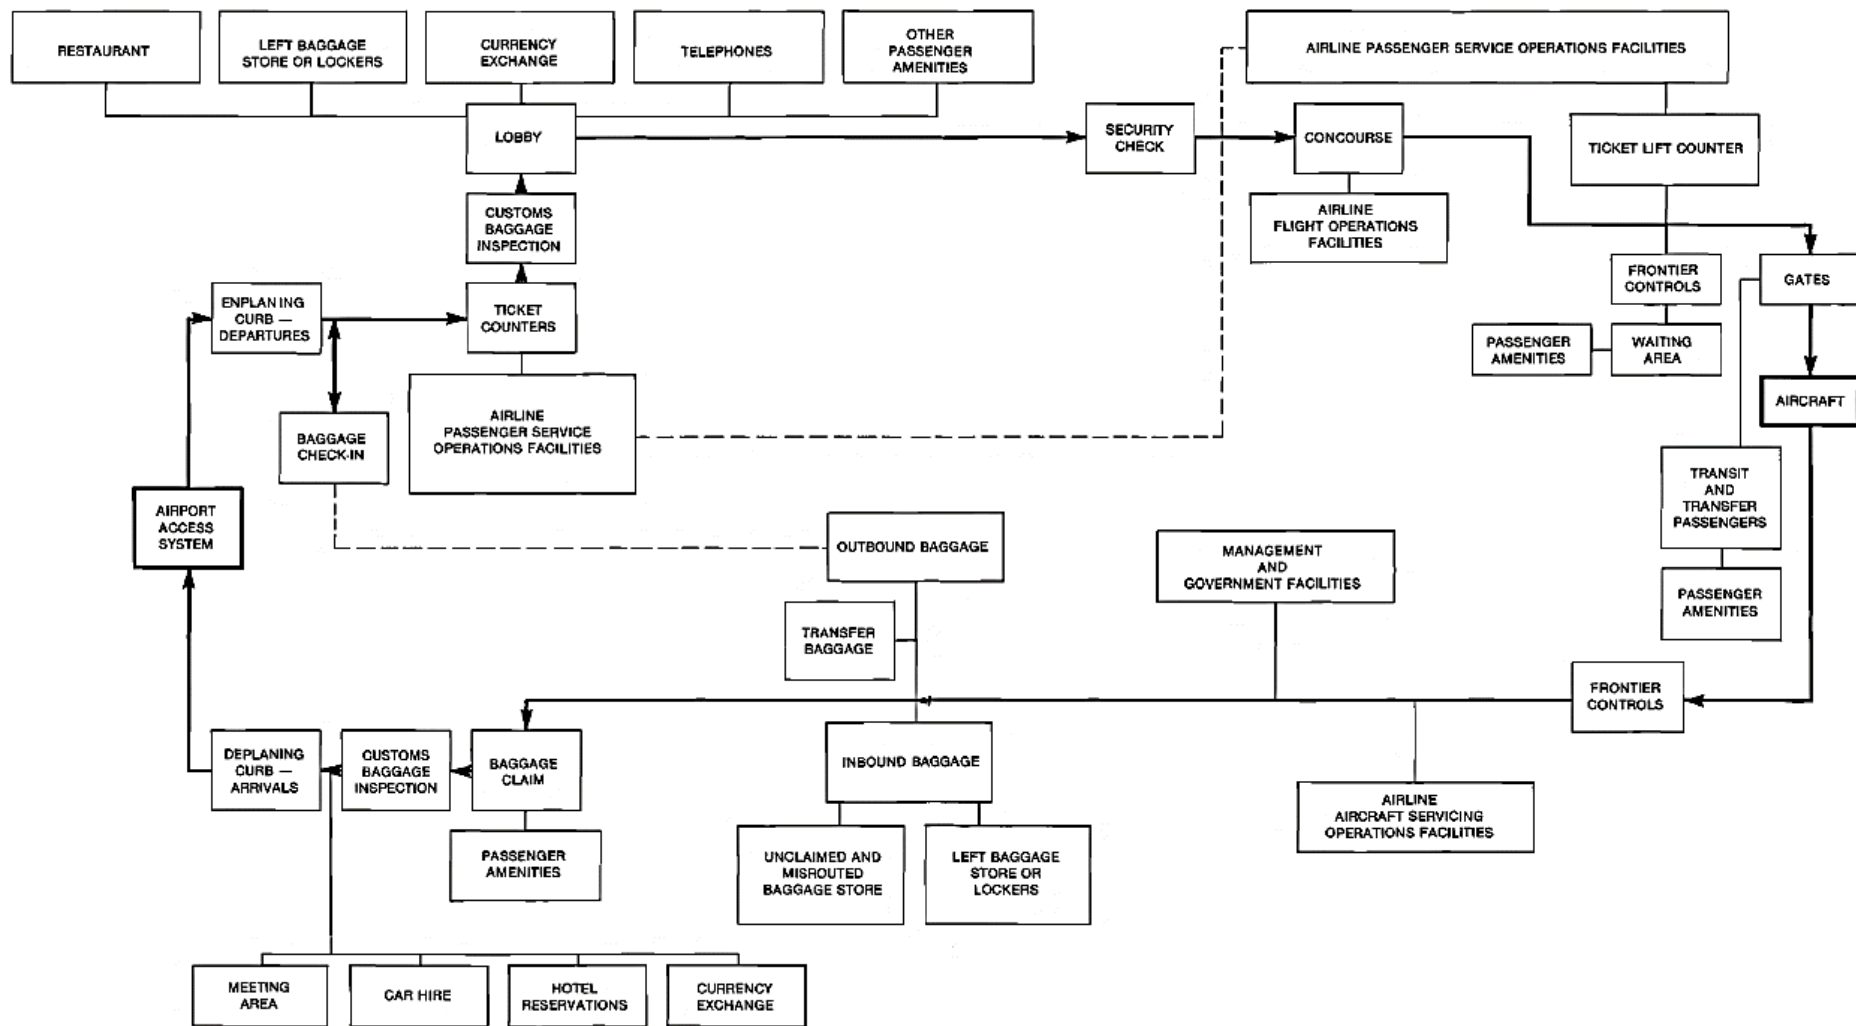 RESTAURANT
LEFT BAGGAGE
STORE OR LOCKERS
CURRENCY
EXCHANGE
TELEPHONES
OTHER
PASSENGER
AMENITIES
AIRLINE PASSENGER SERVICE OPERATIONS FACILITIES
LOBBY
SECURITY
CHECK
CONCOURSE
TICKET LIFT COUNTER
CUSTOMS
BAGGAGE
INSPECTION
AIRLINE
FLIGHT OPERATIONS
FACILITIES
FRONTIER
CONTROLS
GATES
ENPLANING
CURB —
DEPARTURES
TICKET
COUNTERS
PASSENGER
AMENITIES
WAITING
AREA
AIRCRAFT
BAGGAGE
CHECK-IN
AIRLINE
PASSENGER SERVICE
OPERATIONS FACILITIES
TRANSIT
AND
TRANSFER
PASSENGERS
AIRPORT
ACCESS
SYSTEM
OUTBOUND BAGGAGE
MANAGEMENT
AND
GOVERNMENT FACILITIES
PASSENGER
AMENITIES
TRANSFER
BAGGAGE
FRONTIER
CONTROLS
DEPLANING
CURB —
ARRIVALS
CUSTOMS
BAGGAGE
INSPECTION
BAGGAGE
CLAIM
INBOUND BAGGAGE
AIRLINE
AIRCRAFT SERVICING
OPERATIONS FACILITIES
PASSENGER
AMENITIES
UNCLAIMED AND
MISROUTED
BAGGAGE STORE
LEFT BAGGAGE
STORE OR
LOCKERS
MEETING
AREA
CAR HIRE
HOTEL
RESERVATIONS
CURRENCY
EXCHANGE